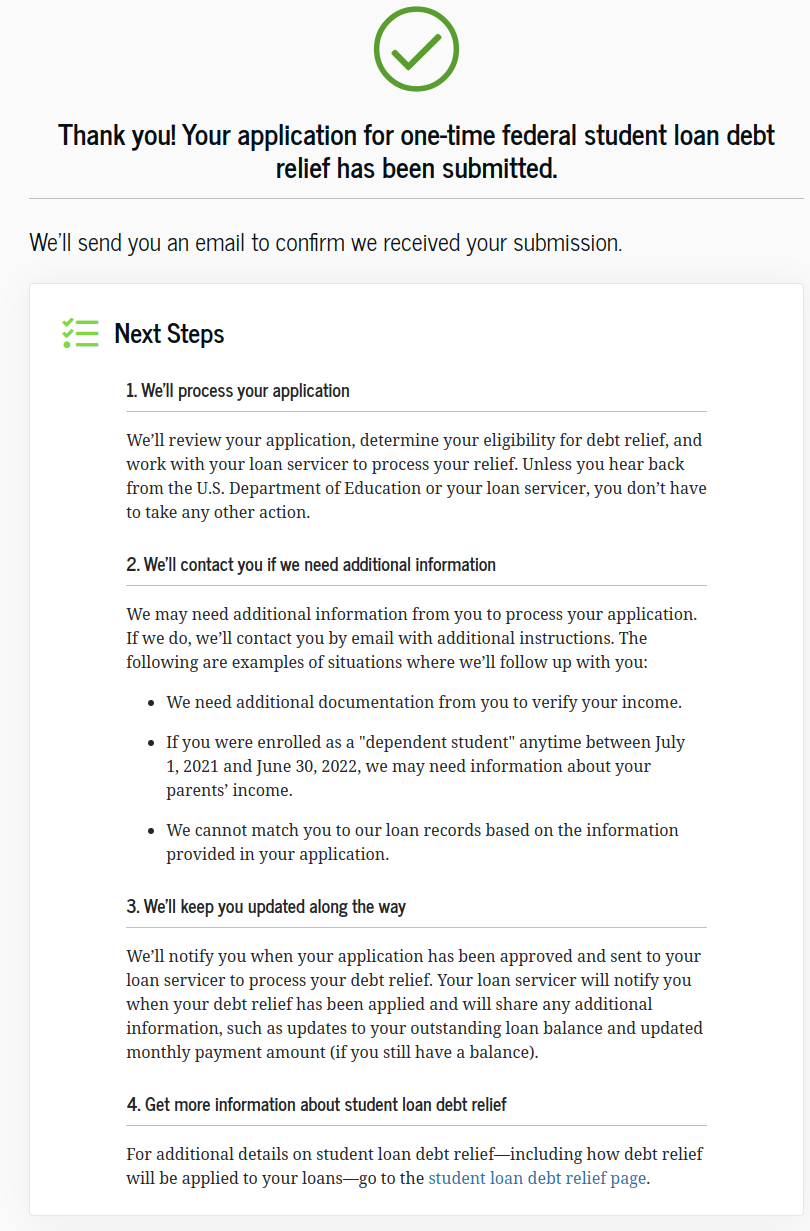 Thank you! Your application for one-time federal student loan debt
relief has been submitted.
We’ll send you an email to confirm we received your submission.
Next Steps
1. We’ll process your application
We’ll review your application, determine your eligibility for debt relief, and
work with your loan servicer to process your relief. Unless you hear back
from the U.S. Department of Education or your loan servicer, you don’t have
to take any other action.
2. We’ll contact you if we need additional information
We may need additional information from you to process your application.
If we do, we’ll contact you by email with additional instructions. The
following are examples of situations where we’ll follow up with you:
• We need additional documentation from you to verify your income.
• If you were enrolled as a "dependent student" anytime between July
1, 2021 and June 30, 2022, we may need information about your
parents’ income.
• We cannot match you to our loan records based on the information
provided in your application.
3. We’ll keep you updated along the way
We’ll notify you when your application has been approved and sent to your
loan servicer to process your debt relief. Your loan servicer will notify you
when your debt relief has been applied and will share any additional
information, such as updates to your outstanding loan balance and updated
monthly payment amount (if you still have a balance).
4. Get more information about student loan debt relief
For additional details on student loan debt relief—including how debt relief
will be applied to your loans—go to the student loan debt relief page.